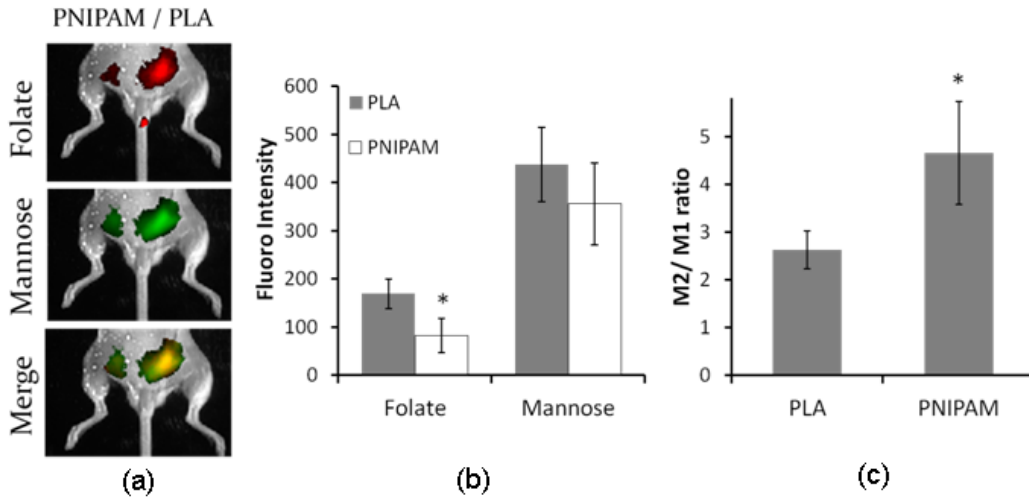 PNIPAM / PLA
Folate
Mannose
Merge
(a)
600
500
400
300
200
100
0
Fluoro Intensity
PLA
PNIPAM
*
Folate
Mannose
(b)
5
4
3
2
1
0
M2/ M1 ratio
*
PLA
PNIPAM
(c)